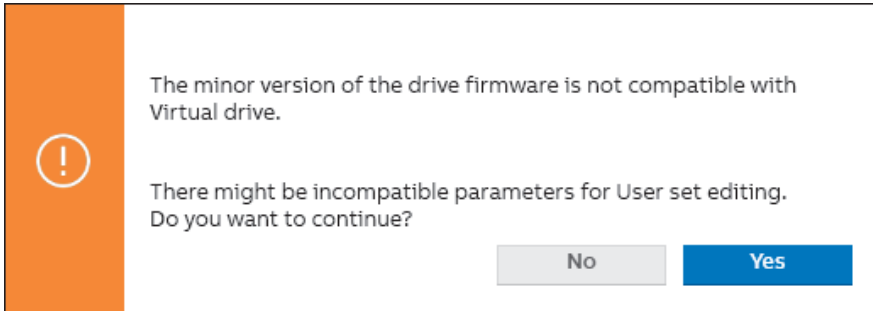 The minor version of the drive firmware is not compatible with
Virtual drive.
There might be incompatible parameters for User set editing.
Do you want to continue?
No
Yes